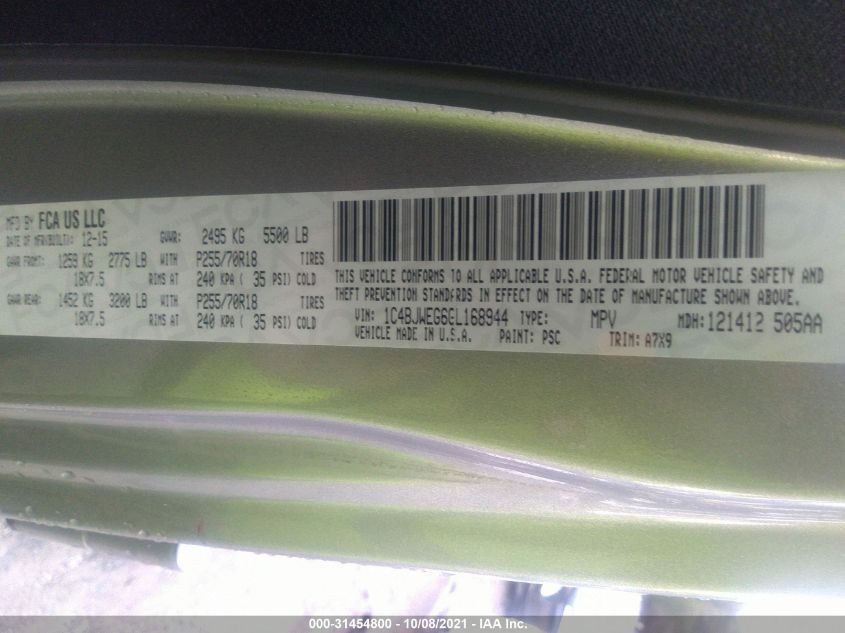 MFD BY FCA US LLC
DATE OF MFR(BUILT): 12-15 GVWR: 2495 KG 5500 LB
GAWR FRONT: 1259 KG 2775 LB WITH P255/70R18 TIRES
18X7.5 RIMS AT 240 KPA ( 35 PSI) COLD
GAWR REAR: 1452 KG 3200 LB WITH P255/70R18 TIRES
18X7.5 RIMS AT 240 KPA ( 35 PSI) COLD
THIS VEHICLE CONFORMS TO ALL APPLICABLE U.S.A. FEDERAL MOTOR VEHICLE SAFETY AND
THEFT PREVENTION STANDARDS IN EFFECT ON THE DATE OF MANUFACTURE SHOWN ABOVE.
VIN: 1C4BJWEG6GL168944 TYPE: MPV MDH: 121412 505AA
VEHICLE MADE IN U.S.A. PAINT: PSC TRIM: A7X9
000-31454800 - 10/08/2021 - IAA Inc.